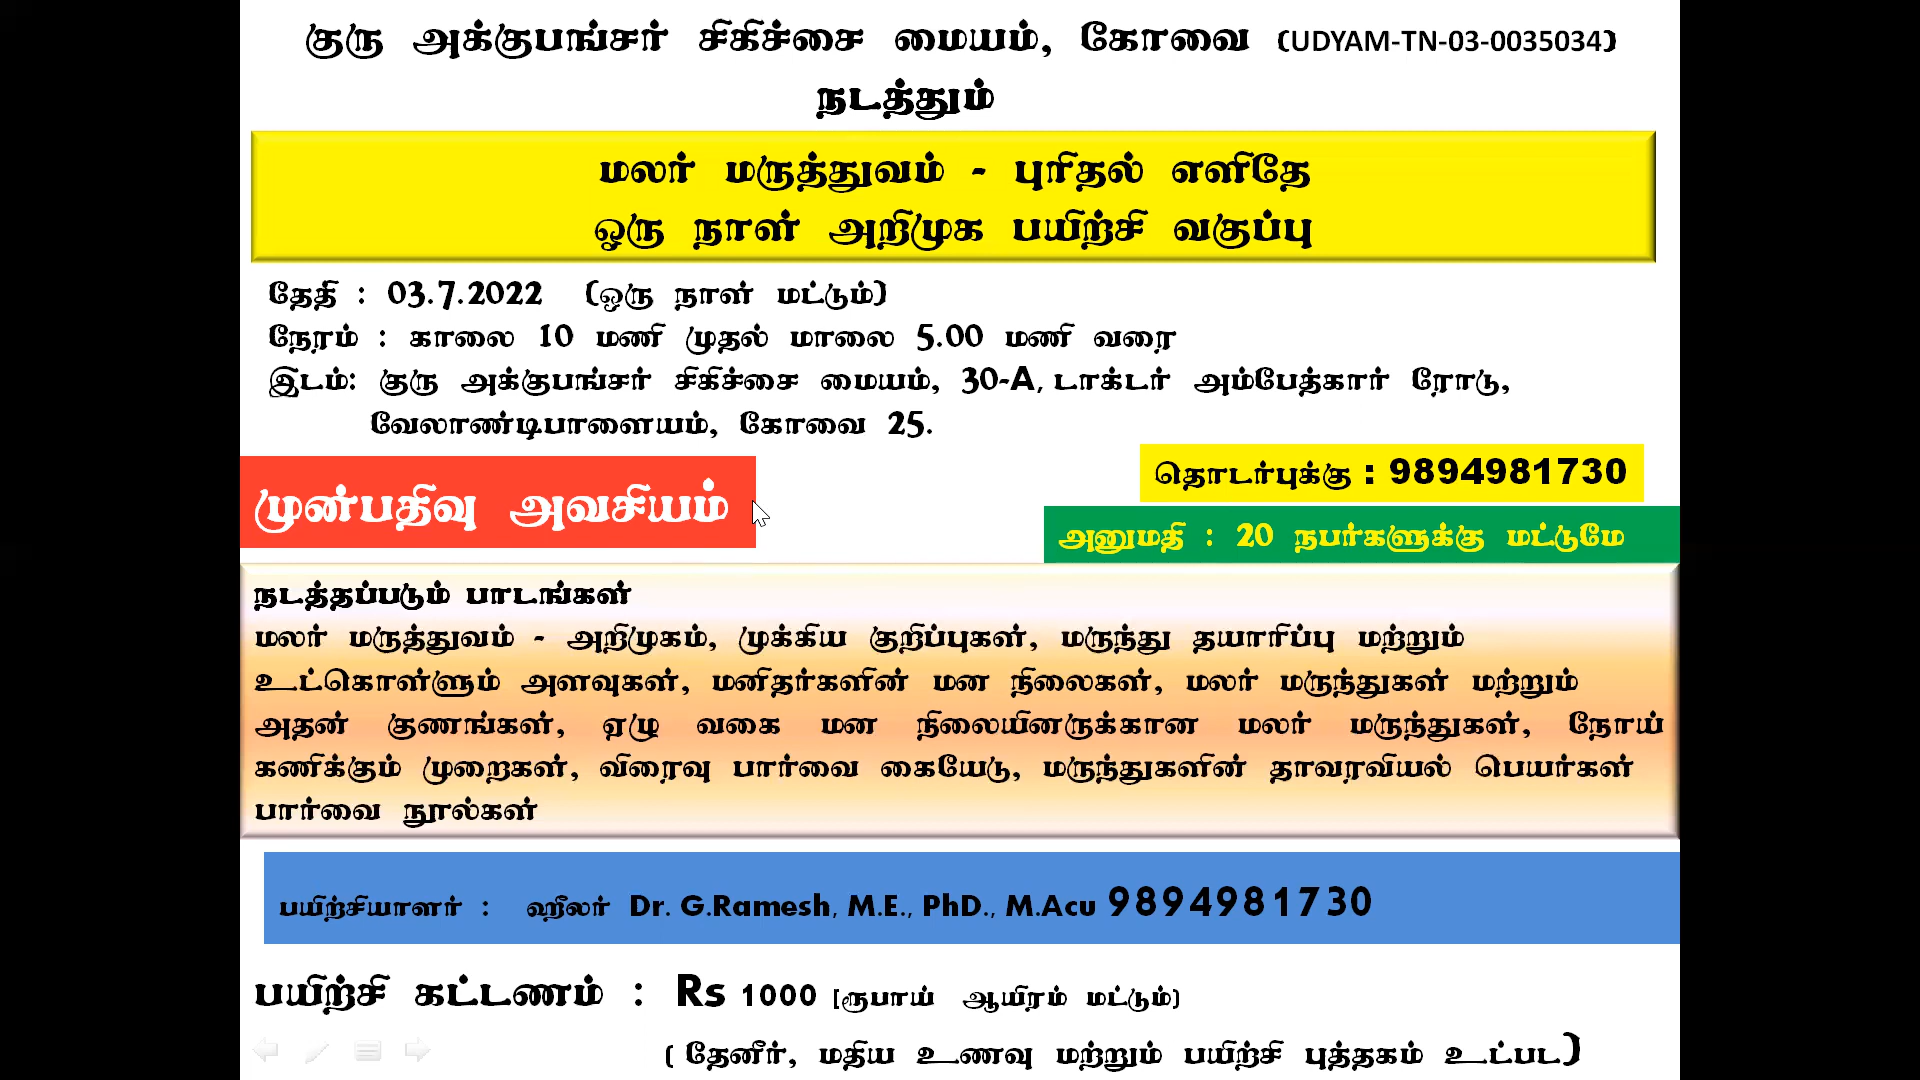 குரு அக்குபங்சர் சிகிச்சை மையம், கோவை (UDYAM-TN-03-0035034)
நடத்தும்
மலர் மருத்துவம் - புரிதல் எளிதே
ஒரு நாள் அறிமுக பயிற்சி வகுப்பு
தேதி : 03.7.2022 (ஒரு நாள் மட்டும்)
நேரம் : காலை 10 மணி முதல் மாலை 5.00 மணி வரை
இடம்: குரு அக்குபங்சர் சிகிச்சை மையம், 30-A, டாக்டர் அம்பேத்கார் ரோடு,
வேலாண்டிபாளையம், கோவை 25.
தொடர்புக்கு : 9894981730
முன்பதிவு அவசியம்
அனுமதி : 20 நபர்களுக்கு மட்டுமே
நடத்தப்படும் பாடங்கள்
மலர் மருத்துவம் - அறிமுகம், முக்கிய குறிப்புகள், மருந்து தயாரிப்பு மற்றும்
உட்கொள்ளும் அளவுகள், மனிதர்களின் மன நிலைகள், மலர் மருந்துகள் மற்றும்
அதன் குணங்கள், ஏழு வகை மன நிலையினருக்கான மலர் மருந்துகள், நோய்
கணிக்கும் முறைகள், விரைவு பார்வை கையேடு, மருந்துகளின் தாவரவியல் பெயர்கள்
பார்வை நூல்கள்
பயிற்சியாளர் : ஹீலர் Dr. G.Ramesh, M.E., PhD., M.Acu 9894981730
பயிற்சி கட்டணம் : Rs 1000 [ரூபாய் ஆயிரம் மட்டும்)
( தேனீர், மதிய உணவு மற்றும் பயிற்சி புத்தகம் உட்பட)